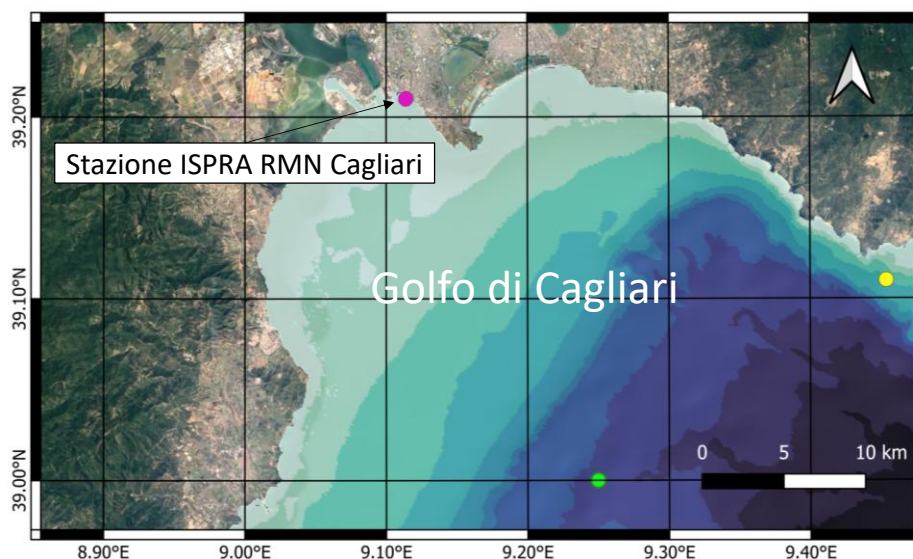 39.20°N
Stazione ISPRA RMN Cagliari
Golfo di Cagliari
39.10°N
0 5 10 km
39.00°N
8.90°E 9.00°E 9.10°E 9.20°E 9.30°E 9.40°E